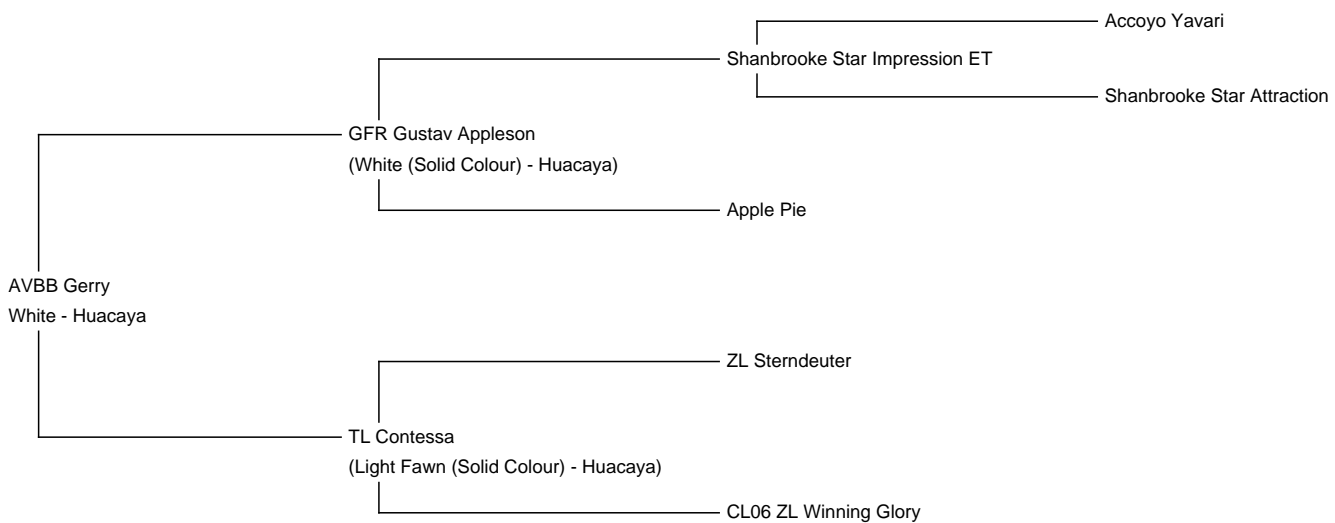 Accoyo Yavari
Shanbrooke Star Impression ET
Shanbrooke Star Attraction
GFR Gustav Appleson
(White (Solid Colour) - Huacaya)
Apple Pie
AVBB Gerry
White - Huacaya
ZL Sterndeuter
TL Contessa
(Light Fawn (Solid Colour) - Huacaya)
CL06 ZL Winning Glory